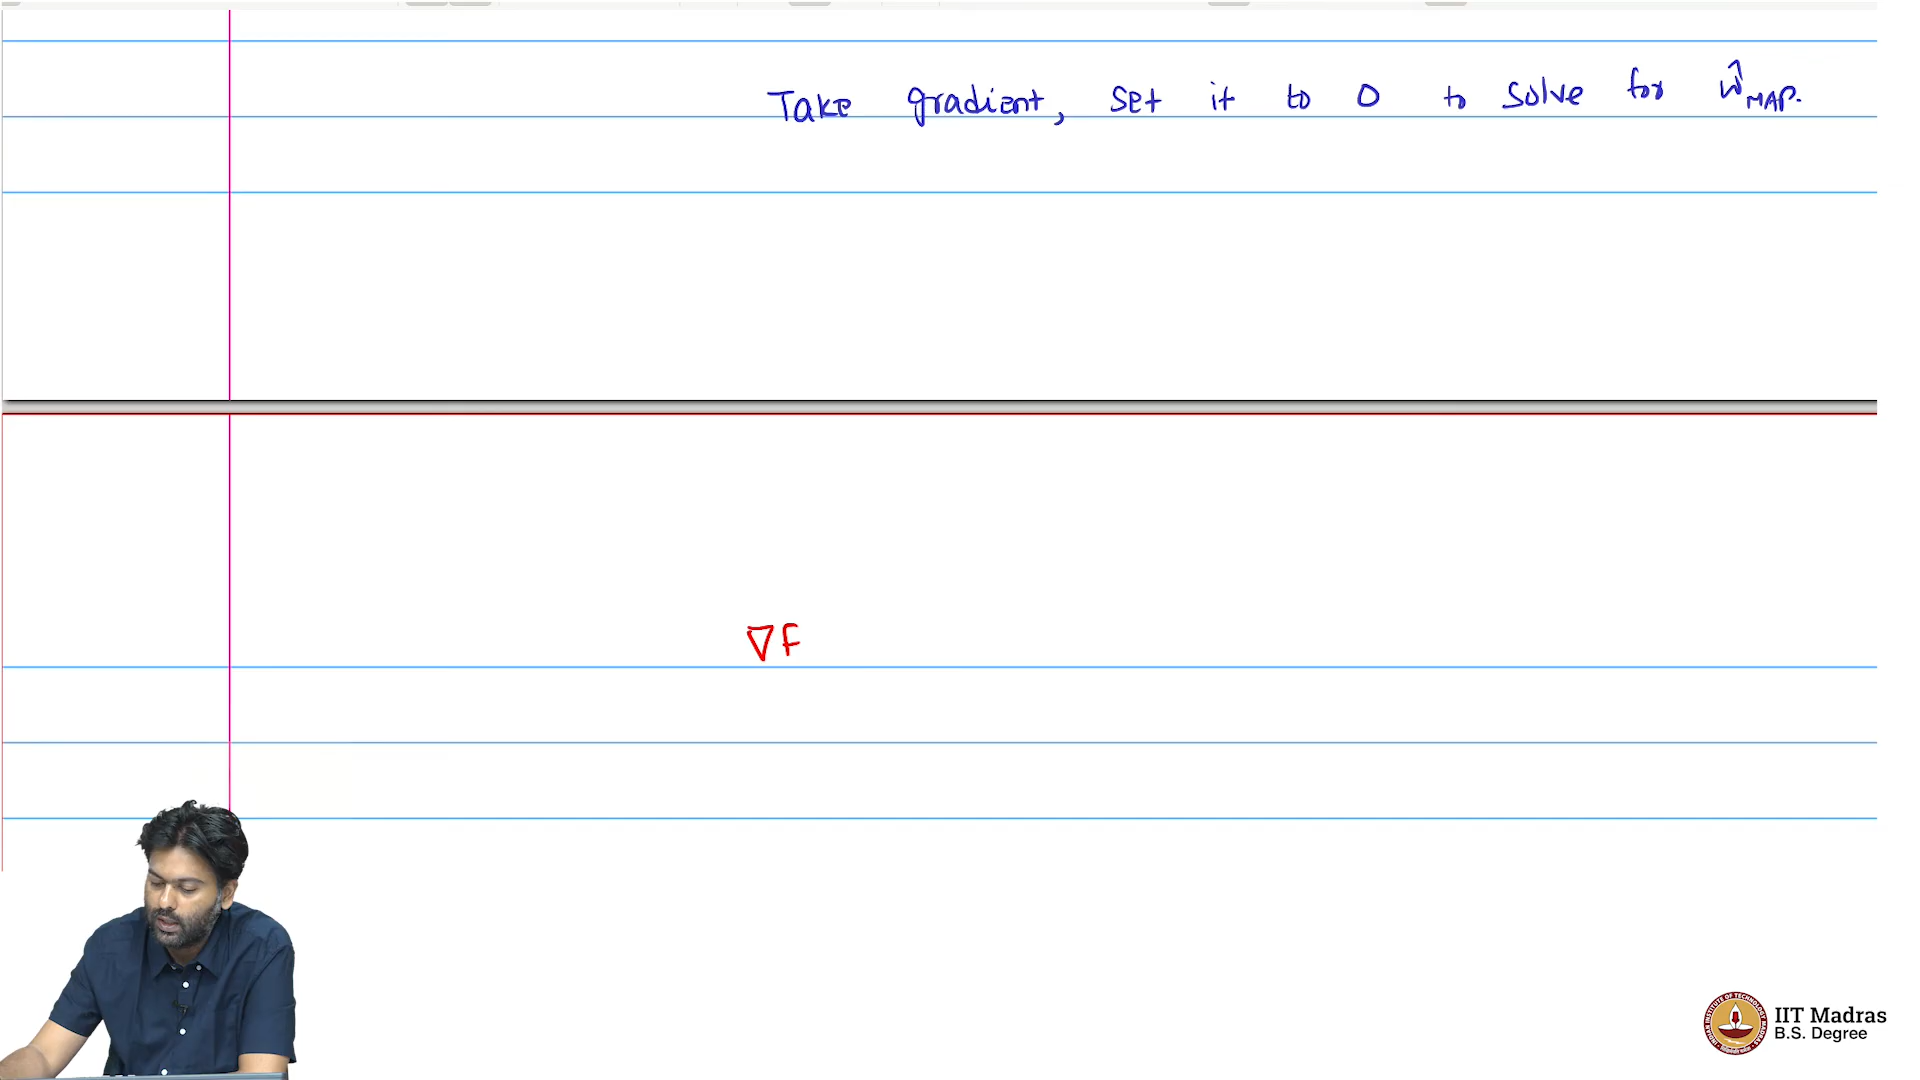 Take gradient, set it to 0 to solve for ŵMAP.
∇f
IIT Madras
B.S. Degree